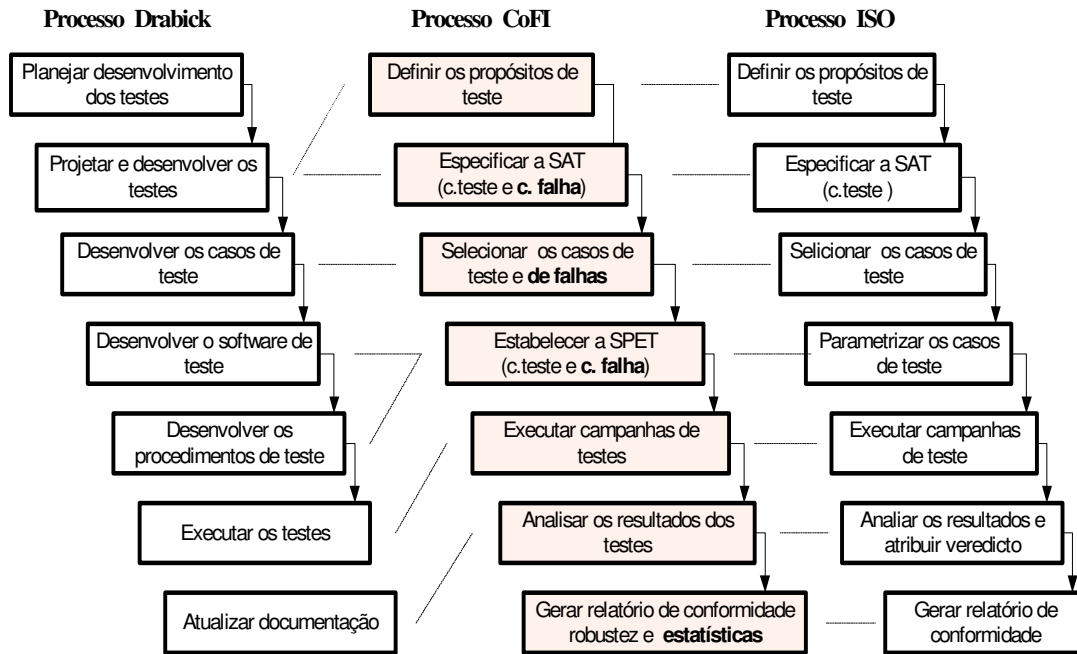 Processo Drabick
Processo CoFI
Processo ISO
Planejar desenvolvimento
dos testes
Definir os propósitos de
teste
Definir os propósitos de
teste
Projetar e desenvolver os
testes
Especificar a SAT
(c.teste e c. falha)
Especificar a SAT
(c.teste )
Desenvolver os casos de
teste
Selecionar os casos de
teste e de falhas
Selicionar os casos de
teste
Desenvolver o software de
teste
Estabelecer a SPET
(c.teste e c. falha)
Parametrizar os casos
de teste
Desenvolver os
procedimentos de teste
Executar campanhas de
testes
Executar campanhas
de teste
Executar os testes
Analisar os resultados dos
testes
Analiar os resultados e
atribuir veredicto
Atualizar documentação
Gerar relatório de conformidade
robustez e estatísticas
Gerar relatório de
conformidade